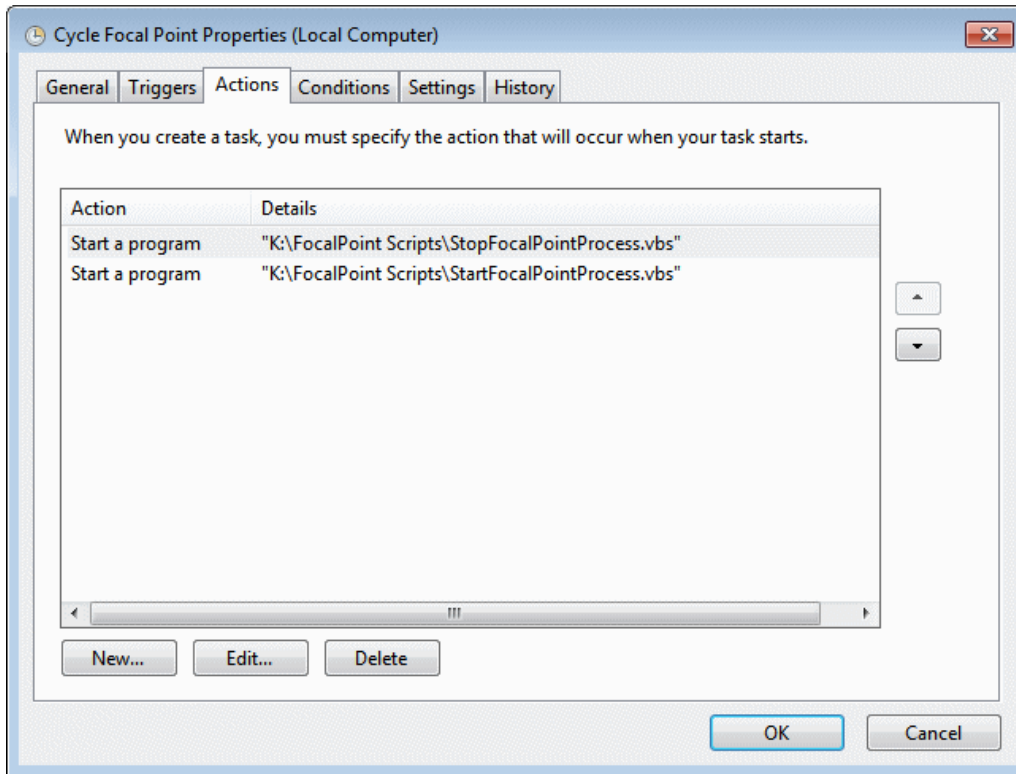 Cycle Focal Point Properties (Local Computer)
General Triggers Actions Conditions Settings History
When you create a task, you must specify the action that will occur when your task starts.
Action Details
Start a program "K:\FocalPoint Scripts\StopFocalPointProcess.vbs"
Start a program "K:\FocalPoint Scripts\StartFocalPointProcess.vbs"
New... Edit... Delete
OK Cancel